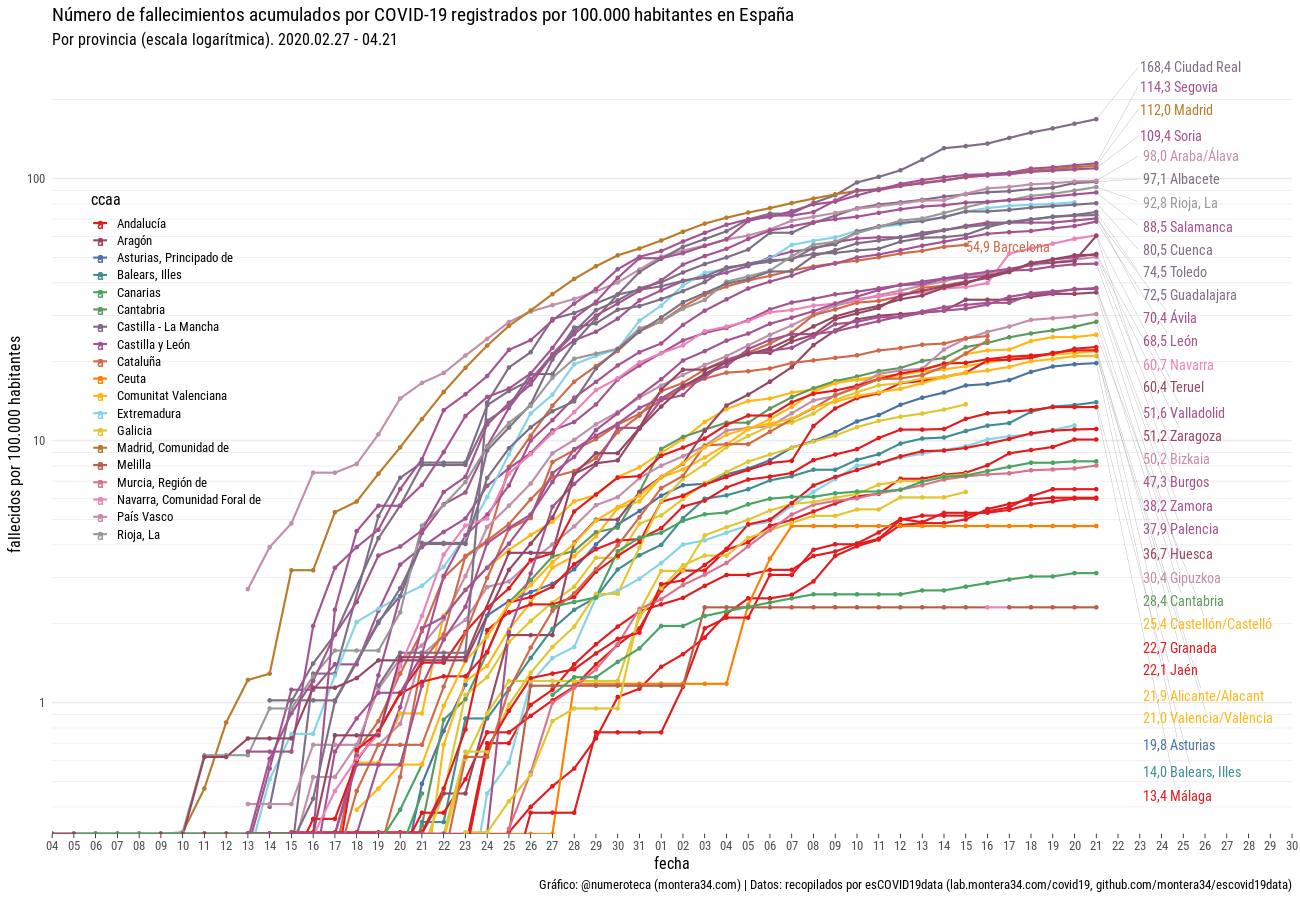 Número de fallecimientos acumulados por COVID-19 registrados por 100.000 habitantes en España
Por provincia (escala logarítmica). 2020.02.27 - 04.21
168,4 Ciudad Real
114,3 Segovia
112,0 Madrid
109,4 Soria
98,0 Araba/Álava
97,1 Albacete
92,8 Rioja, La
88,5 Salamanca
80,5 Cuenca
54,9 Barcelona
74,5 Toledo
72,5 Guadalajara
70,4 Ávila
68,5 León
60,7 Navarra
60,4 Teruel
51,6 Valladolid
51,2 Zaragoza
50,2 Bizkaia
47,3 Burgos
38,2 Zamora
37,9 Palencia
36,7 Huesca
30,4 Gipuzkoa
28,4 Cantabria
25,4 Castellón/Castelló
22,7 Granada
22,1 Jaén
21,9 Alicante/Alacant
21,0 Valencia/València
19,8 Asturias
14,0 Balears, Illes
13,4 Málaga
100
10
1
fallecidos por 100.000 habitantes
ccaa
Andalucía
Aragón
Asturias, Principado de
Balears, Illes
Canarias
Cantabria
Castilla - La Mancha
Castilla y León
Cataluña
Ceuta
Comunitat Valenciana
Extremadura
Galicia
Madrid, Comunidad de
Melilla
Murcia, Región de
Navarra, Comunidad Foral de
País Vasco
Rioja, La
04 05 06 07 08 09 10 11 12 13 14 15 16 17 18 19 20 21 22 23 24 25 26 27 28 29 30 31 01 02 03 04 05 06 07 08 09 10 11 12 13 14 15 16 17 18 19 20 21 22 23 24 25 26 27 28 29 30
fecha
Gráfico: @numeroteca (montera34.com) | Datos: recopilados por esCOVID19data (lab.montera34.com/covid19, github.com/montera34/escovid19data)